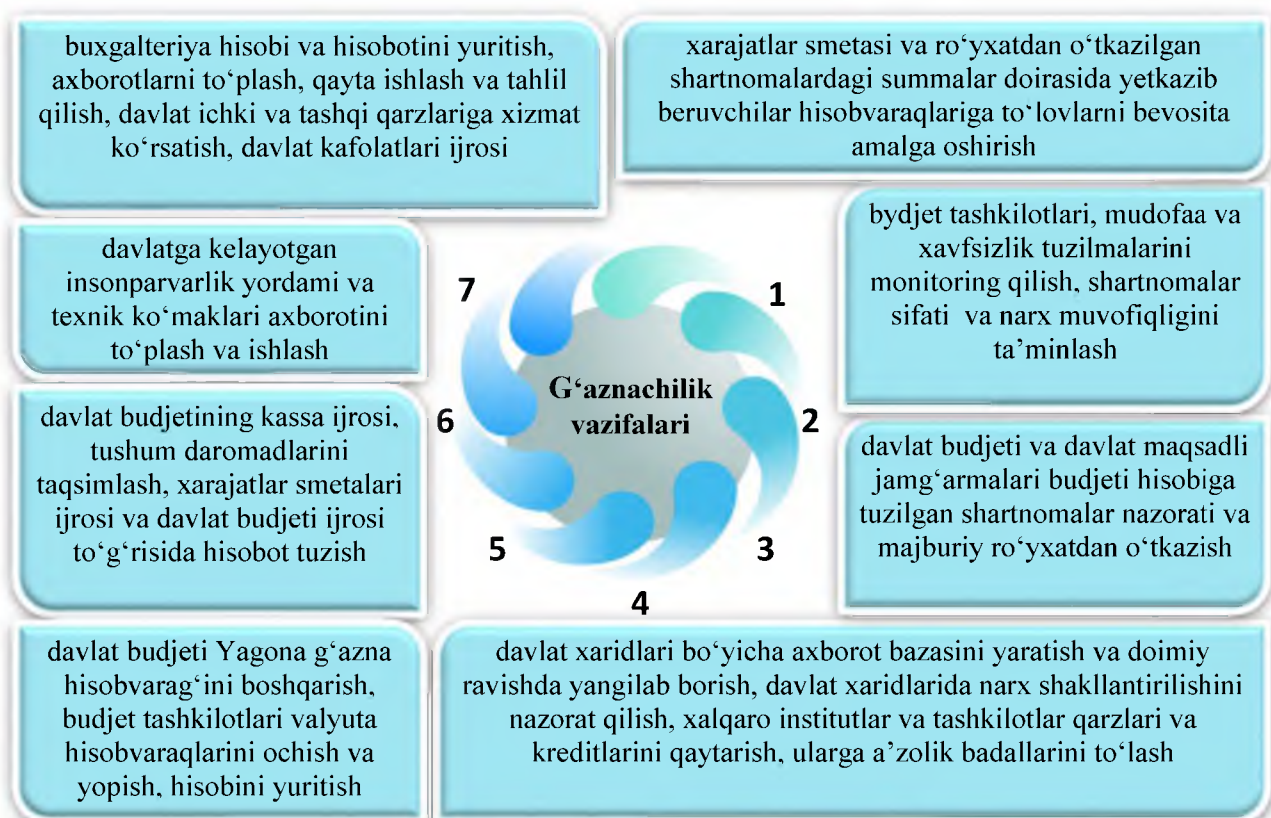 buxgalteriya hisobi va hisobotini yuritish,
axborotlarni to‘plash, qayta ishlash va tahlil
qilish, davlat ichki va tashqi qarzlariga xizmat
ko‘rsatish, davlat kafolatlari ijrosi
xarajatlar smetasi va ro‘yxatdan o‘tkazilgan
shartnomalardagi summalar doirasida yetkazib
beruvchilar hisobvaraqlariga to‘lovlarni bevosita
amalga oshirish
davlatga kelayotgan
insonparvarlik yordami va
texnik ko‘maklari axborotini
to‘plash va ishlash
bydjet tashkilotlari, mudofaa va
xavfsizlik tuzilmalarini
monitoring qilish, shartnomalar
sifati va narx muvofiqligini
ta’minlash
7
1
G‘aznachilik
vazifalari
6
2
5
3
4
davlat budjetining kassa ijrosi,
tushum daromadlarini
taqsimlash, xarajatlar smetalari
ijrosi va davlat budjeti ijrosi
to‘g‘risida hisobot tuzish
davlat budjeti va davlat maqsadli
jamg‘armalari budjeti hisobiga
tuzilgan shartnomalar nazorati va
majburiy ro‘yxatdan o‘tkazish
davlat budjeti Yagona g‘azna
hisobvarag‘ini boshqarish,
budjet tashkilotlari valyuta
hisobvaraqlarini ochish va
yopish, hisobini yuritish
davlat xaridlari bo‘yicha axborot bazasini yaratish va doimiy
ravishda yangilab borish, davlat xaridlarida narx shakllantirilishini
nazorat qilish, xalqaro institutlar va tashkilotlar qarzlari va
kreditlarini qaytarish, ularga a’zolik badallarini to‘lash